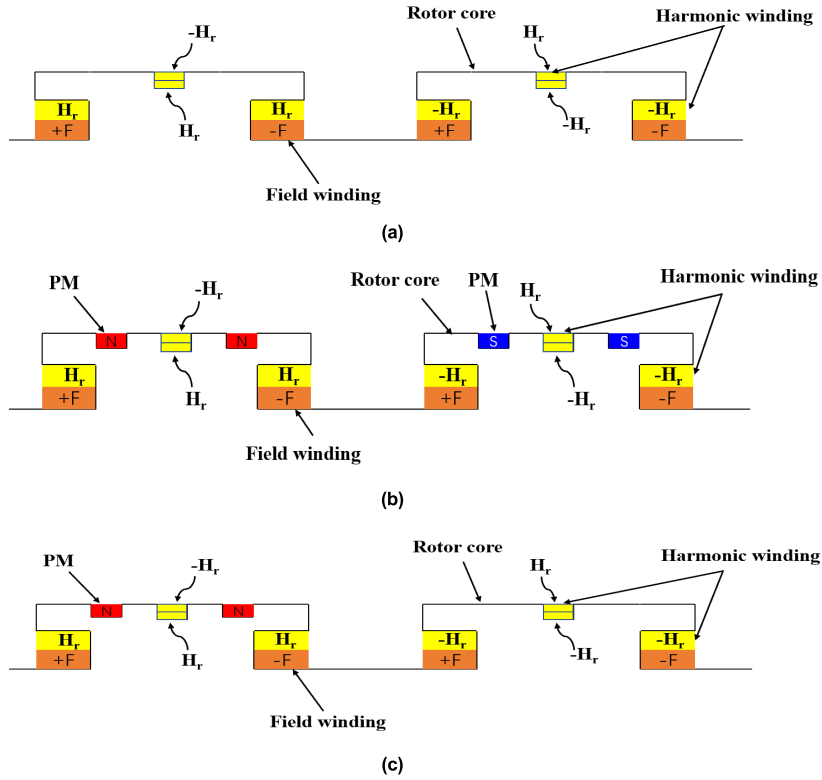 -Hr Rotor core Hr Harmonic winding
Hr Hr Hr -Hr -Hr -Hr
+F -F +F -F
Field winding
(a)
PM -Hr Rotor core PM Hr Harmonic winding
N N S S
Hr Hr Hr -Hr -Hr -Hr
+F -F +F -F
Field winding
(b)
PM -Hr Rotor core Hr Harmonic winding
N N
Hr Hr Hr -Hr -Hr -Hr
+F -F +F -F
Field winding
(c)